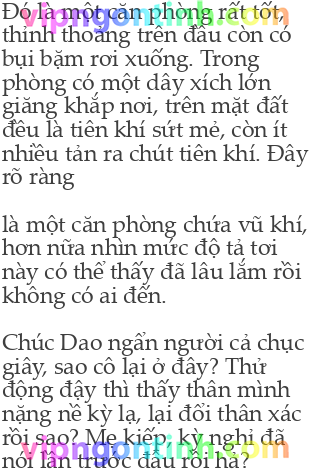 Đó là một căn phòng rất tốt,
vipngontinh.com
thỉnh thoảng trên đầu còn có
bụi bặm rơi xuống. Trong
phòng có một dây xích lớn
giăng khắp nơi, trên mặt đất
đều là tiên khí sứt mẻ, còn ít
nhiều tản ra chút tiên khí. Đây
rõ ràng
là một căn phòng chứa vũ khí,
hơn nữa nhìn mức độ tả tơi
này có thể thấy đã lâu lắm rồi
không có ai đến.
Chúc Dao ngẩn người cả chục
giây, sao cô lại ở đây? Thử
động đậy thì thấy thân mình
nặng nề kỳ lạ, lại đổi thân xác
rồi sao? Mẹ kiếp, kỳ nghỉ đã
vipngontinh.com
nói lần trước đâu rồi hả?